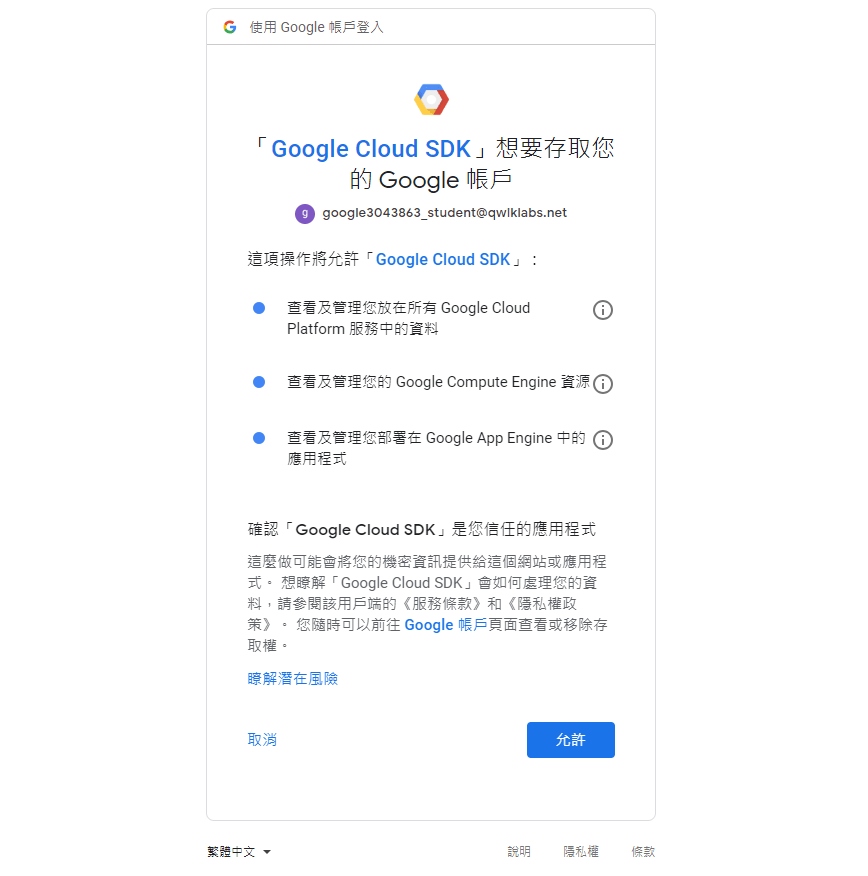 使用 Google 帳戶登入
「Google Cloud SDK」想要存取您
的 Google 帳戶
g google3043863_student@qwiklabs.net
這項操作將允許「Google Cloud SDK」：
查看及管理您放在所有 Google Cloud
Platform 服務中的資料
查看及管理您的 Google Compute Engine 資源
查看及管理您部署在 Google App Engine 中的
應用程式
確認「Google Cloud SDK」是您信任的應用程式
這麼做可能會將您的機密資訊提供給這個網站或應用程
式。 想瞭解「Google Cloud SDK」會如何處理您的資
料，請參閱該用戶端的《服務條款》和《隱私權政
策》。 您隨時可以前往 Google 帳戶頁面查看或移除存
取權。
瞭解潛在風險
取消 允許
繁體中文 說明 隱私權 條款